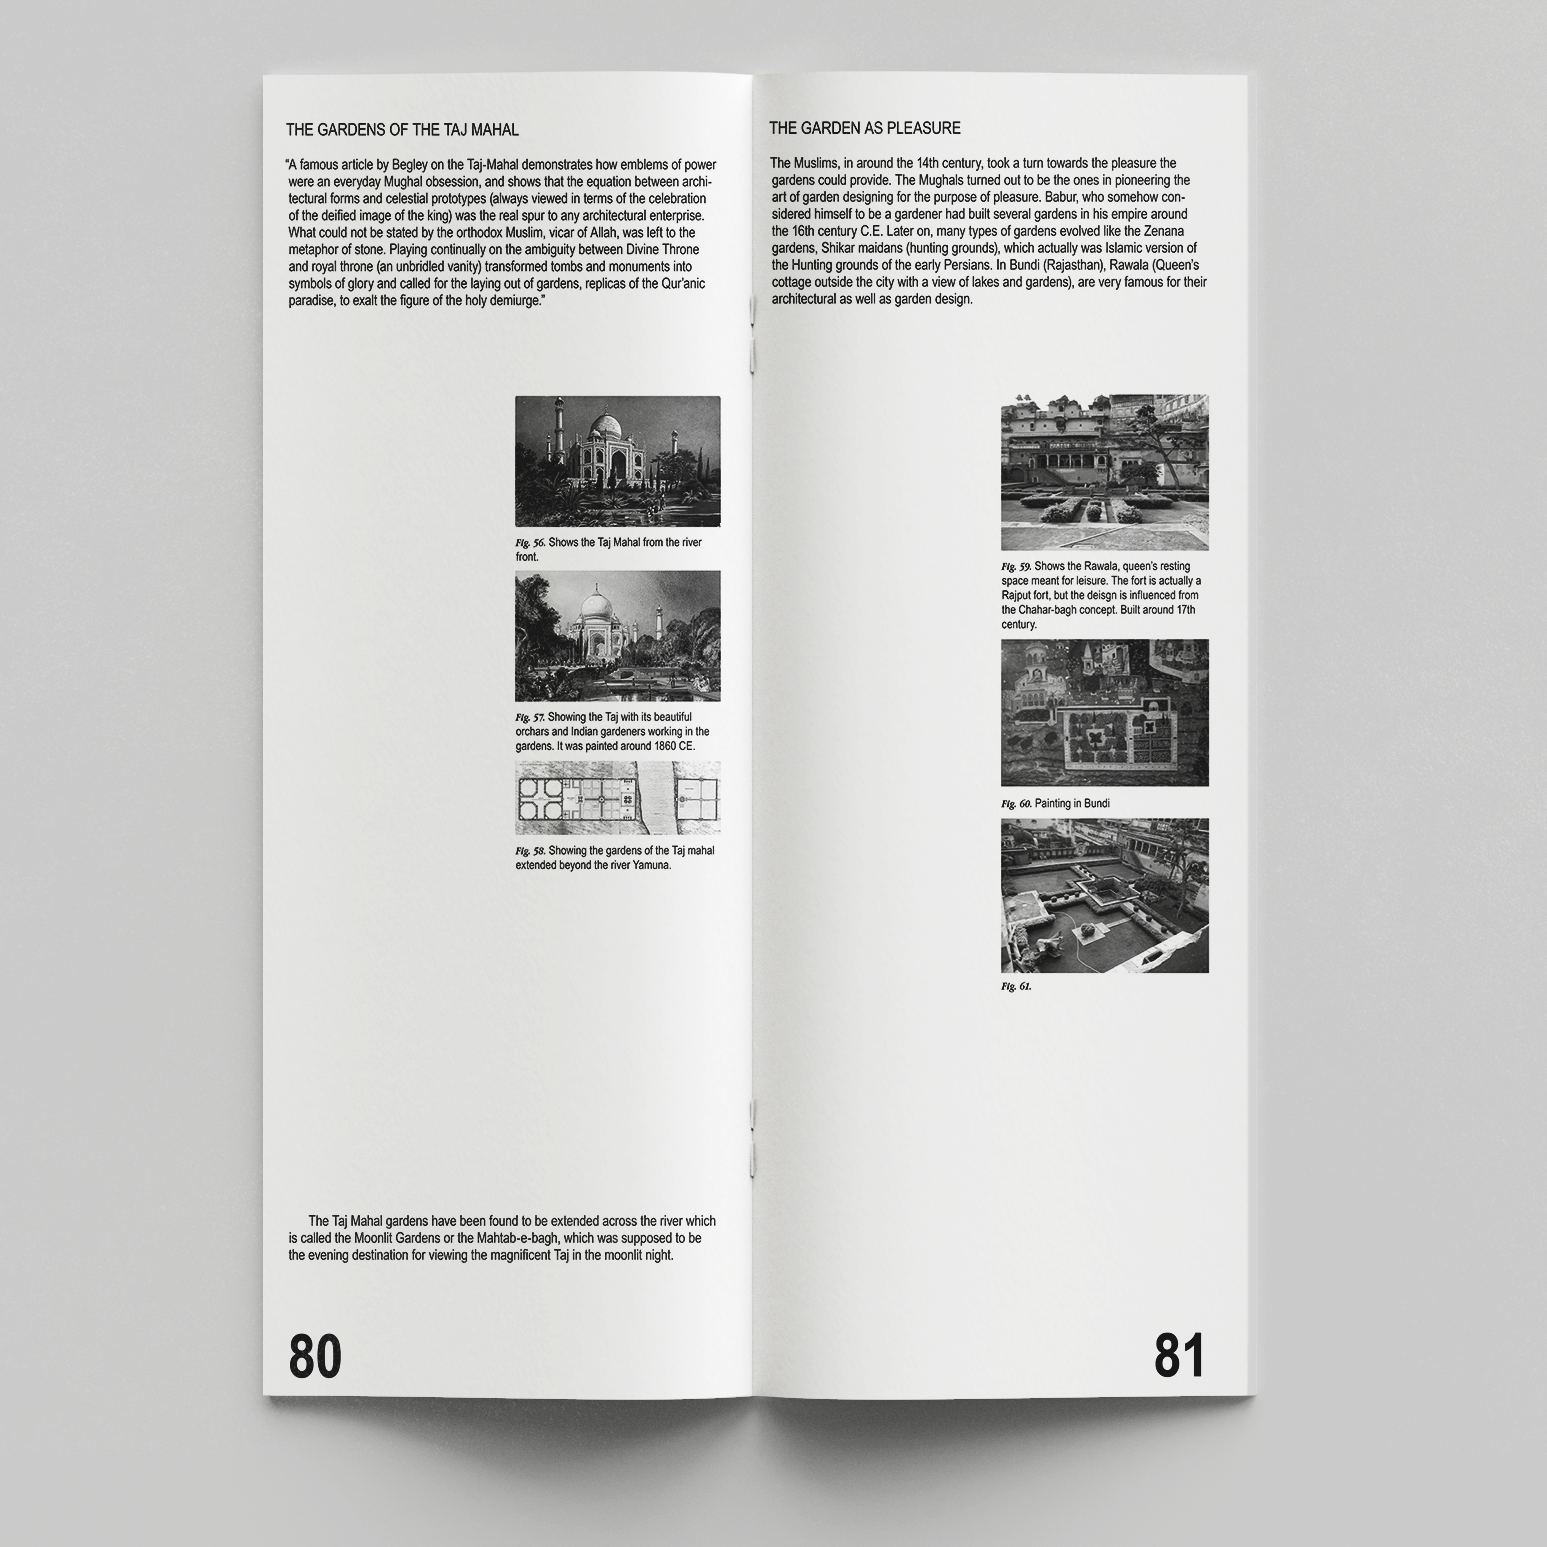 THE GARDENS OF THE TAJ MAHAL
“A famous article by Begley on the Taj-Mahal demonstrates how emblems of power
were an everyday Mughal obsession, and shows that the equation between archi-
tectural forms and celestial prototypes (always viewed in terms of the celebration
of the deified image of the king) was the real spur to any architectural enterprise.
What could not be stated by the orthodox Muslim, vicar of Allah, was left to the
metaphor of stone. Playing continually on the ambiguity between Divine Throne
and royal throne (an unbridled vanity) transformed tombs and monuments into
symbols of glory and called for the laying out of gardens, replicas of the Qur’anic
paradise, to exalt the figure of the holy demiurge.”
Fig. 56. Shows the Taj Mahal from the river
front.
Fig. 57. Showing the Taj with its beautiful
orchars and Indian gardeners working in the
gardens. It was painted around 1860 CE.
Fig. 58. Showing the gardens of the Taj mahal
extended beyond the river Yamuna.
The Taj Mahal gardens have been found to be extended across the river which
is called the Moonlit Gardens or the Mahtab-e-bagh, which was supposed to be
the evening destination for viewing the magnificent Taj in the moonlit night.
80
THE GARDEN AS PLEASURE
The Muslims, in around the 14th century, took a turn towards the pleasure the
gardens could provide. The Mughals turned out to be the ones in pioneering the
art of garden designing for the purpose of pleasure. Babur, who somehow con-
sidered himself to be a gardener had built several gardens in his empire around
the 16th century C.E. Later on, many types of gardens evolved like the Zenana
gardens, Shikar maidans (hunting grounds), which actually was Islamic version of
the Hunting grounds of the early Persians. In Bundi (Rajasthan), Rawala (Queen’s
cottage outside the city with a view of lakes and gardens), are very famous for their
architectural as well as garden design.
Fig. 59. Shows the Rawala, queen’s resting
space meant for leisure. The fort is actually a
Rajput fort, but the deisgn is influenced from
the Chahar-bagh concept. Built around 17th
century.
Fig. 60. Painting in Bundi
Fig. 61.
81